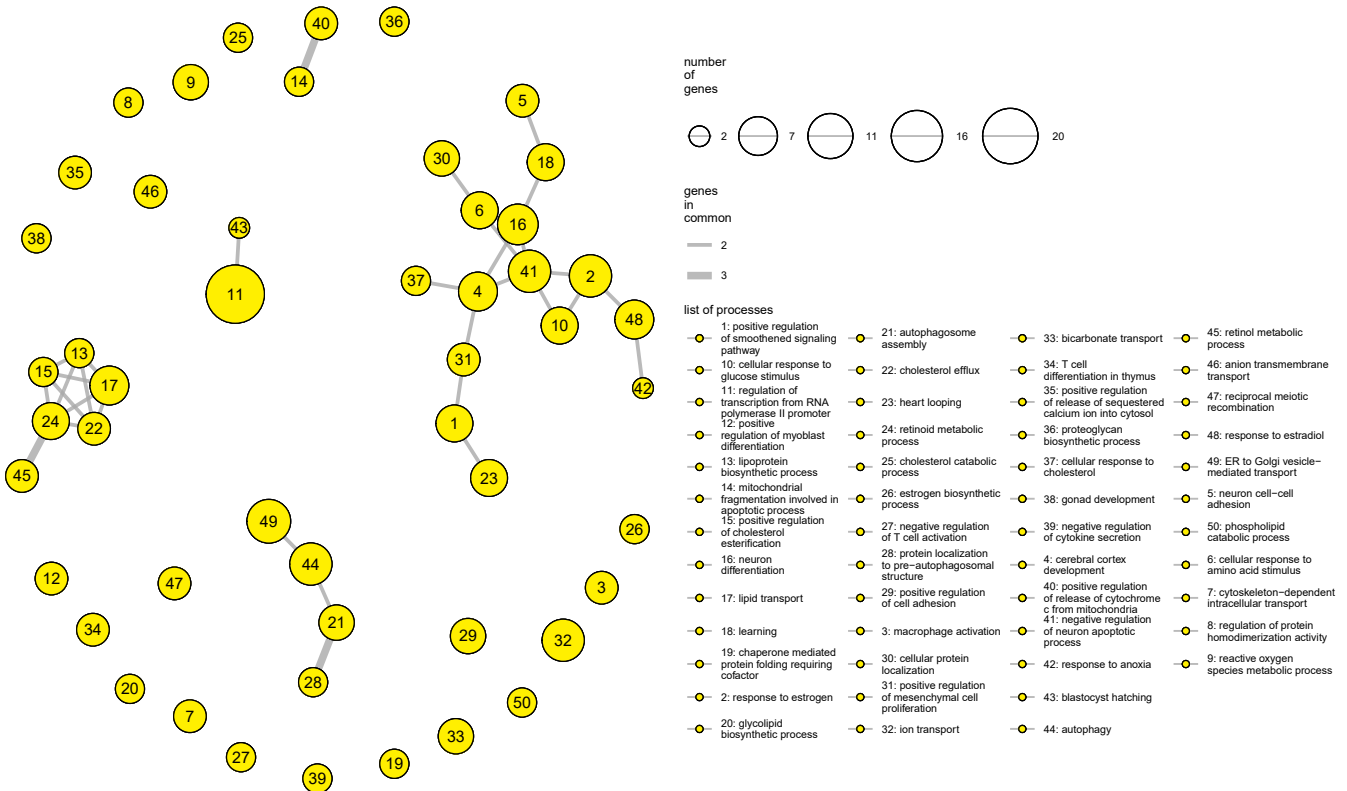 40
36
25
9
14
8
5
30
18
35
46
6
16
43
38
41
2
37
4
11
10
48
13
31
15
17
42
24
22
1
45
23
49
26
44
12
47
3
21
34
29
32
28
20
50
7
33
27
19
39
number
of
genes
2
7
11
16
20
genes
in
common
2
3
list of processes
1: positive regulation
of smoothened signaling
pathway
10: cellular response to
glucose stimulus
11: regulation of
transcription from RNA
polymerase II promoter
12: positive
regulation of myoblast
differentiation
13: lipoprotein
biosynthetic process
14: mitochondrial
fragmentation involved in
apoptotic process
15: positive regulation
of cholesterol
esterification
16: neuron
differentiation
17: lipid transport
18: learning
19: chaperone mediated
protein folding requiring
cofactor
2: response to estrogen
20: glycolipid
biosynthetic process
21: autophagosome
assembly
22: cholesterol efflux
23: heart looping
24: retinoid metabolic
process
25: cholesterol catabolic
process
26: estrogen biosynthetic
process
27: negative regulation
of T cell activation
28: protein localization
to pre−autophagosomal
structure
29: positive regulation
of cell adhesion
3: macrophage activation
30: cellular protein
localization
31: positive regulation
of mesenchymal cell
proliferation
32: ion transport
33: bicarbonate transport
34: T cell
differentiation in thymus
35: positive regulation
of release of sequestered
calcium ion into cytosol
36: proteoglycan
biosynthetic process
37: cellular response to
cholesterol
38: gonad development
39: negative regulation
of cytokine secretion
4: cerebral cortex
development
40: positive regulation
of release of cytochrome
c from mitochondria
41: negative regulation
of neuron apoptotic
process
42: response to anoxia
43: blastocyst hatching
44: autophagy
45: retinol metabolic
process
46: anion transmembrane
transport
47: reciprocal meiotic
recombination
48: response to estradiol
49: ER to Golgi vesicle−
mediated transport
5: neuron cell−cell
adhesion
50: phospholipid
catabolic process
6: cellular response to
amino acid stimulus
7: cytoskeleton−dependent
intracellular transport
8: regulation of protein
homodimerization activity
9: reactive oxygen
species metabolic process